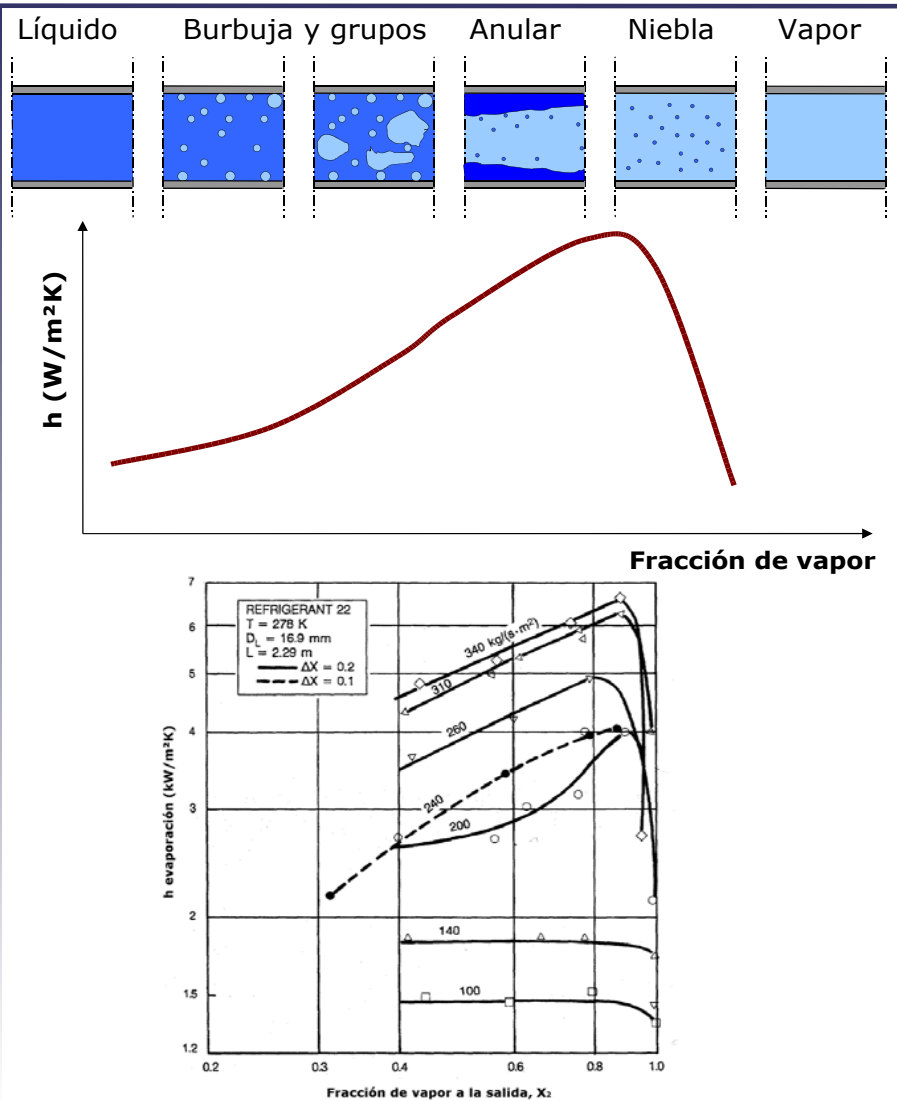 Líquido Burbuja y grupos Anular Niebla Vapor
h (W/m²K)
Fracción de vapor
7
6
5
4
3
2
1.5
1.2
REFRIGERANT 22
T = 278 K
D_L = 16.9 mm
L = 2.29 m
ΔX = 0.2
ΔX = 0.1
340 kg/(s·m²)
310
260
240
200
140
100
h evaporación (kW/m²K)
0.2 0.4 0.6 0.8 1.0
Fracción de vapor a la salida, X₂